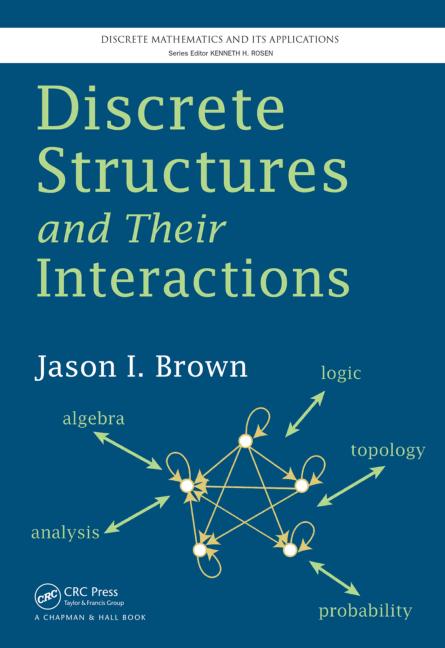 DISCRETE MATHEMATICS AND ITS APPLICATIONS
Series Editor KENNETH H. ROSEN
Discrete
Structures
and Their
Interactions
Jason I. Brown
logic
algebra
topology
analysis
probability
CRC
CRC Press
Taylor & Francis Group
A CHAPMAN & HALL BOOK